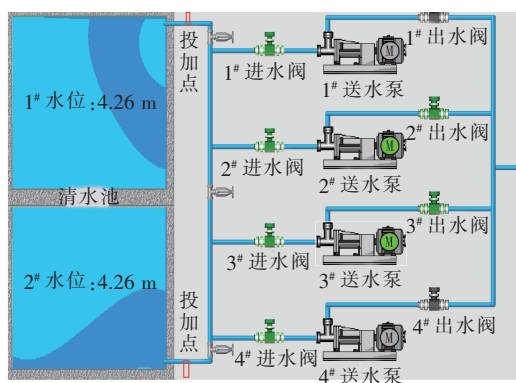 投加点
1# 水位:4.26 m
1# 进水阀
M
1# 送水泵
1# 出水阀
2# 进水阀
M
2# 送水泵
2# 出水阀
清水池
2# 水位:4.26 m
3# 进水阀
M
3# 送水泵
3# 出水阀
投加点
4# 进水阀
M
4# 送水泵
4# 出水阀